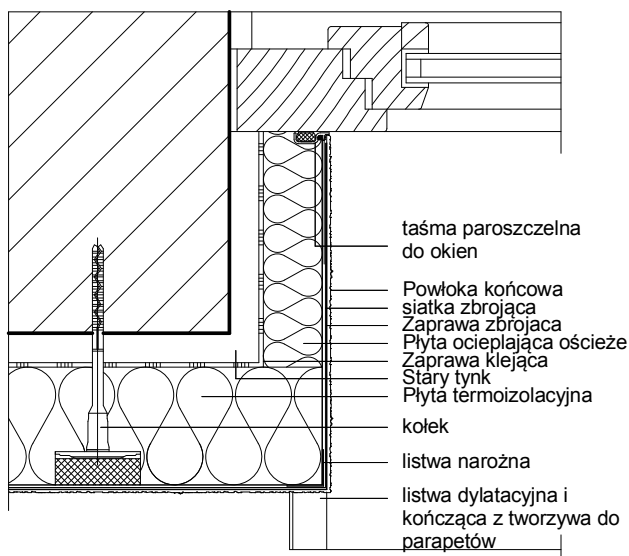 taśma paroszczelna
do okien
Powłoka końcowa
siatka zbrojąca
Zaprawa zbrojaca
Płyta ocieplająca ościeże
Zaprawa klejąca
Stary tynk
Płyta termoizolacyjna
kołek
listwa narożna
listwa dylatacyjna i
kończąca z tworzywa do
parapetów